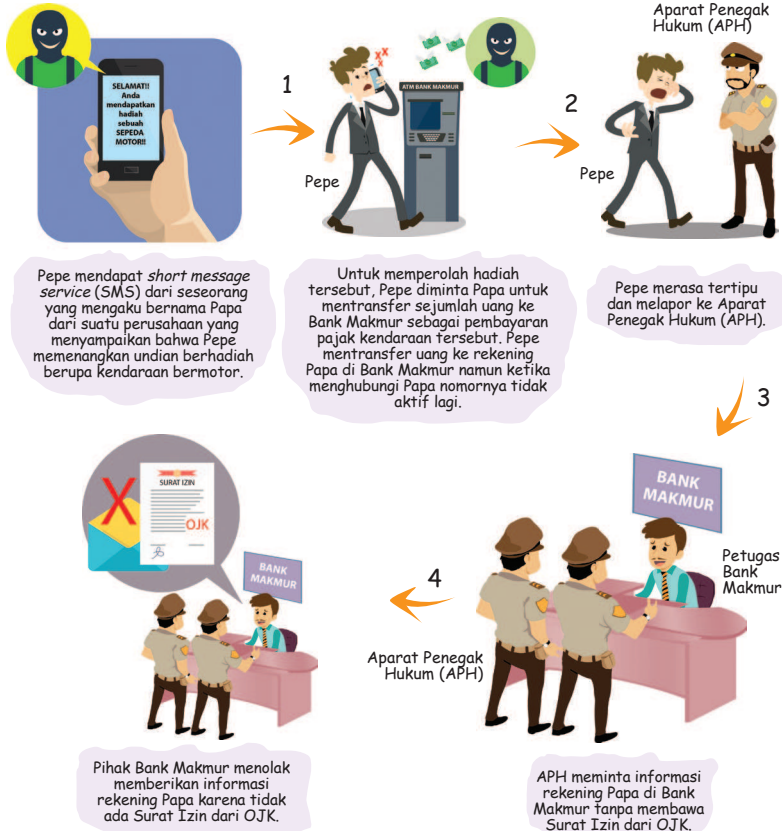 SELAMAT!!
Anda
mendapatkan
hadiah
sebuah
SEPEDA
MOTOR!!
1
ATM BANK MAKMUR
Pepe
2
Aparat Penegak
Hukum (APH)
Pepe
Pepe mendapat short message
service (SMS) dari seseorang
yang mengaku bernama Papa
dari suatu perusahaan yang
menyampaikan bahwa Pepe
memenangkan undian berhadiah
berupa kendaraan bermotor.
Untuk memperolah hadiah
tersebut, Pepe diminta Papa untuk
mentransfer sejumlah uang ke
Bank Makmur sebagai pembayaran
pajak kendaraan tersebut. Pepe
mentransfer uang ke rekening
Papa di Bank Makmur namun ketika
menghubungi Papa nomornya tidak
aktif lagi.
Pepe merasa tertipu
dan melapor ke Aparat
Penegak Hukum (APH).
3
BANK
MAKMUR
Petugas
Bank
Makmur
Aparat Penegak
Hukum (APH)
APH meminta informasi
rekening Papa di Bank
Makmur tanpa membawa
Surat Izin dari OJK.
4
SURAT IZIN
OJK
BANK
MAKMUR
Pihak Bank Makmur menolak
memberikan informasi
rekening Papa karena tidak
ada Surat Izin dari OJK.